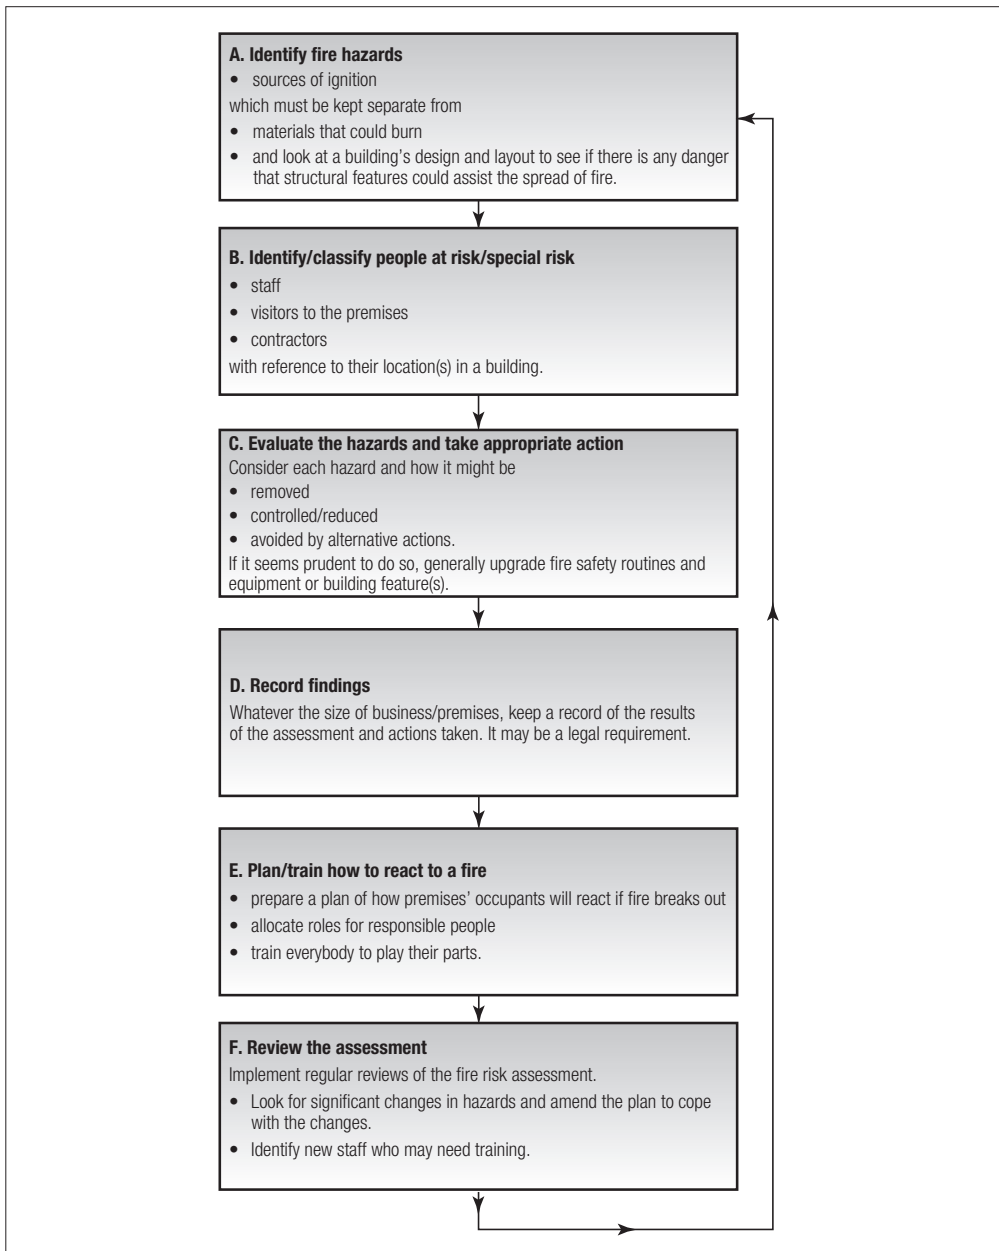 A. Identify fire hazards
• sources of ignition
which must be kept separate from
• materials that could burn
• and look at a building’s design and layout to see if there is any danger
that structural features could assist the spread of fire.
B. Identify/classify people at risk/special risk
• staff
• visitors to the premises
• contractors
with reference to their location(s) in a building.
C. Evaluate the hazards and take appropriate action
Consider each hazard and how it might be
• removed
• controlled/reduced
• avoided by alternative actions.
If it seems prudent to do so, generally upgrade fire safety routines and
equipment or building feature(s).
D. Record findings
Whatever the size of business/premises, keep a record of the results
of the assessment and actions taken. It may be a legal requirement.
E. Plan/train how to react to a fire
• prepare a plan of how premises’ occupants will react if fire breaks out
• allocate roles for responsible people
• train everybody to play their parts.
F. Review the assessment
Implement regular reviews of the fire risk assessment.
• Look for significant changes in hazards and amend the plan to cope
with the changes.
• Identify new staff who may need training.